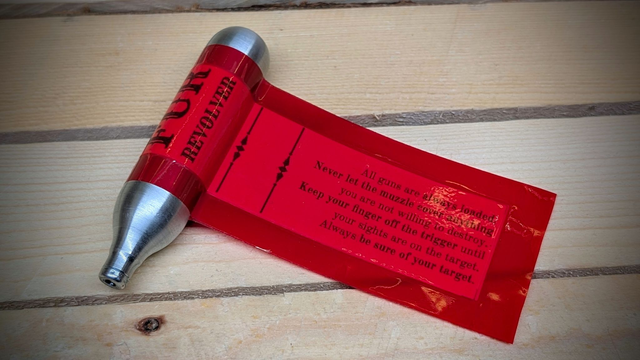 FUH
REVOLVER
All guns are always loaded.
Never let the muzzle cover anything
you are not willing to destroy.
Keep your finger off the trigger until
your sights are on the target.
Always be sure of your target.